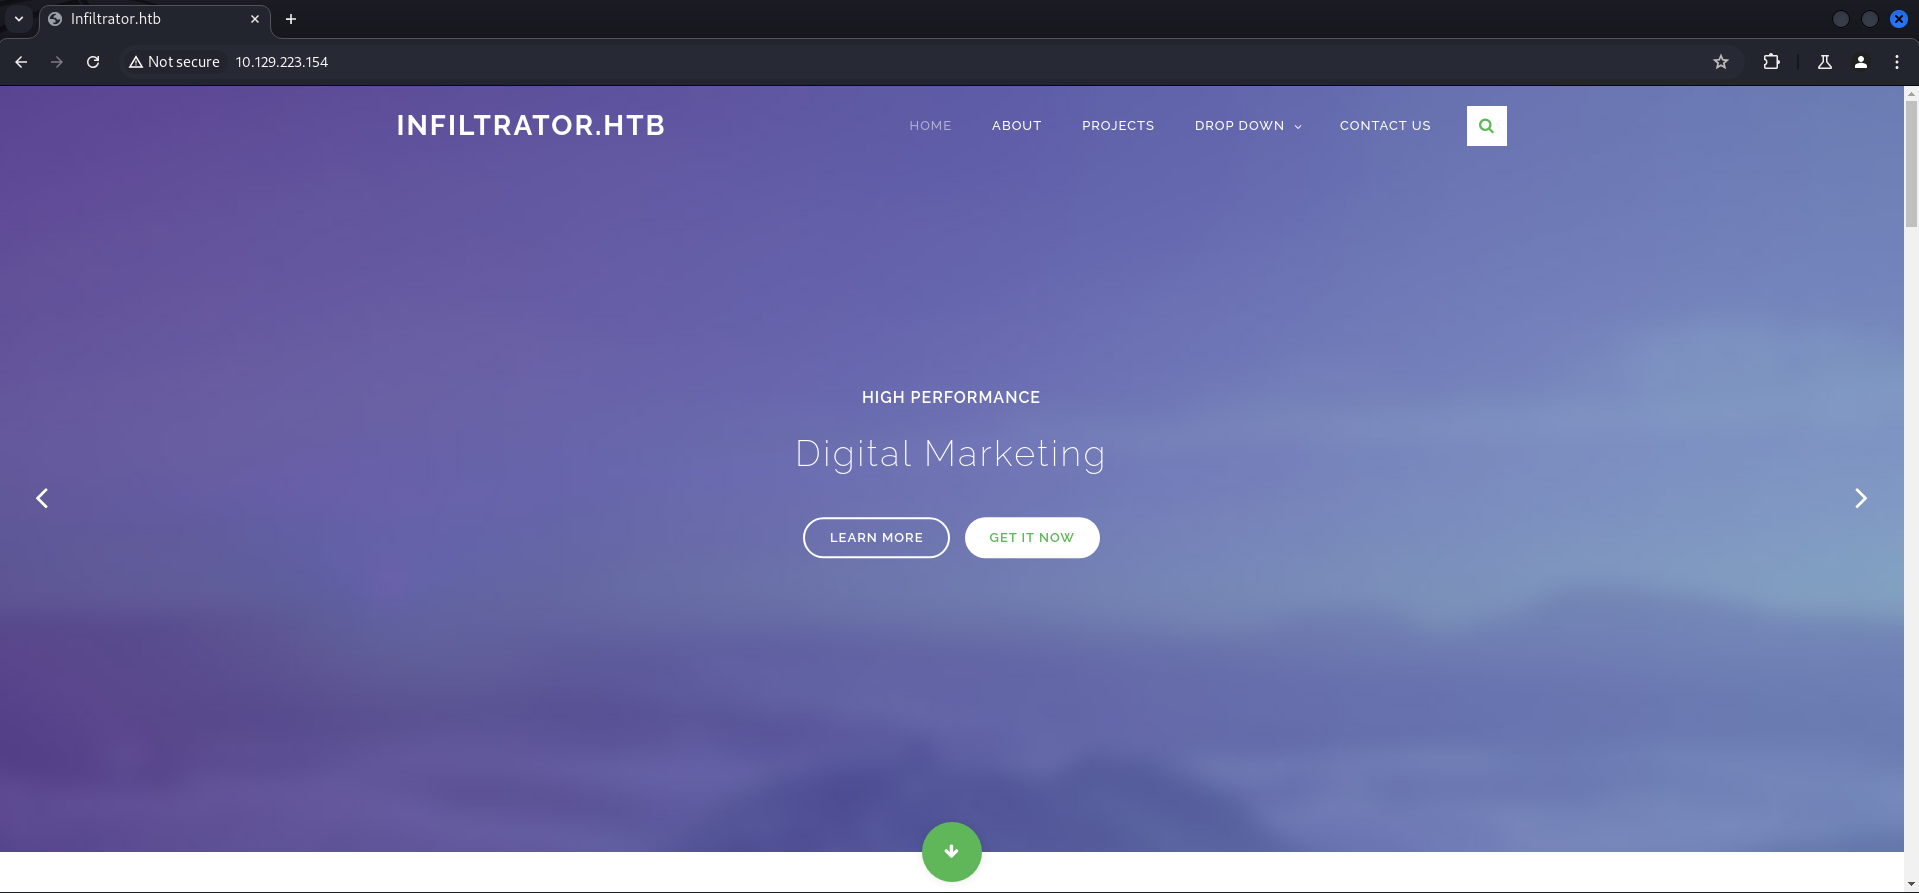 Infiltrator.htb
Not secure 10.129.223.154
INFILTRATOR.HTB
HOME ABOUT PROJECTS DROP DOWN CONTACT US
HIGH PERFORMANCE
Digital Marketing
LEARN MORE GET IT NOW